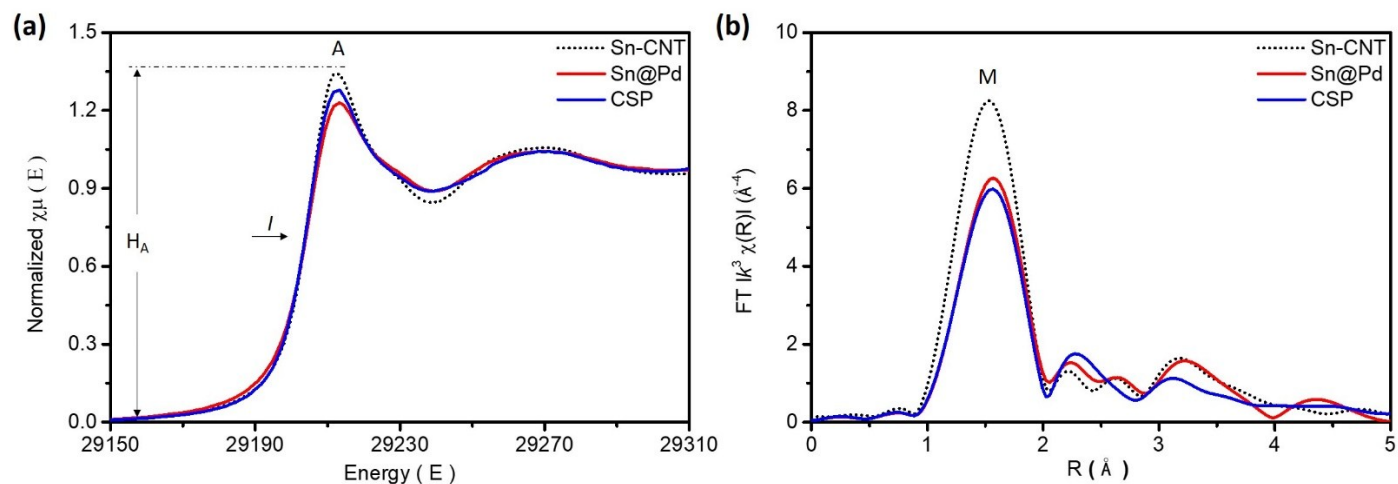 (a)
1.5
1.2
0.9
0.6
0.3
0.0
Normalized χμ ( E )
A
H_A
I
Sn-CNT
Sn@Pd
CSP
29150 29190 29230 29270 29310
Energy ( E )
(b)
10
8
6
4
2
0
FT |k³ χ(R)| (Å⁻⁴)
M
Sn-CNT
Sn@Pd
CSP
0 1 2 3 4 5
R ( Å )